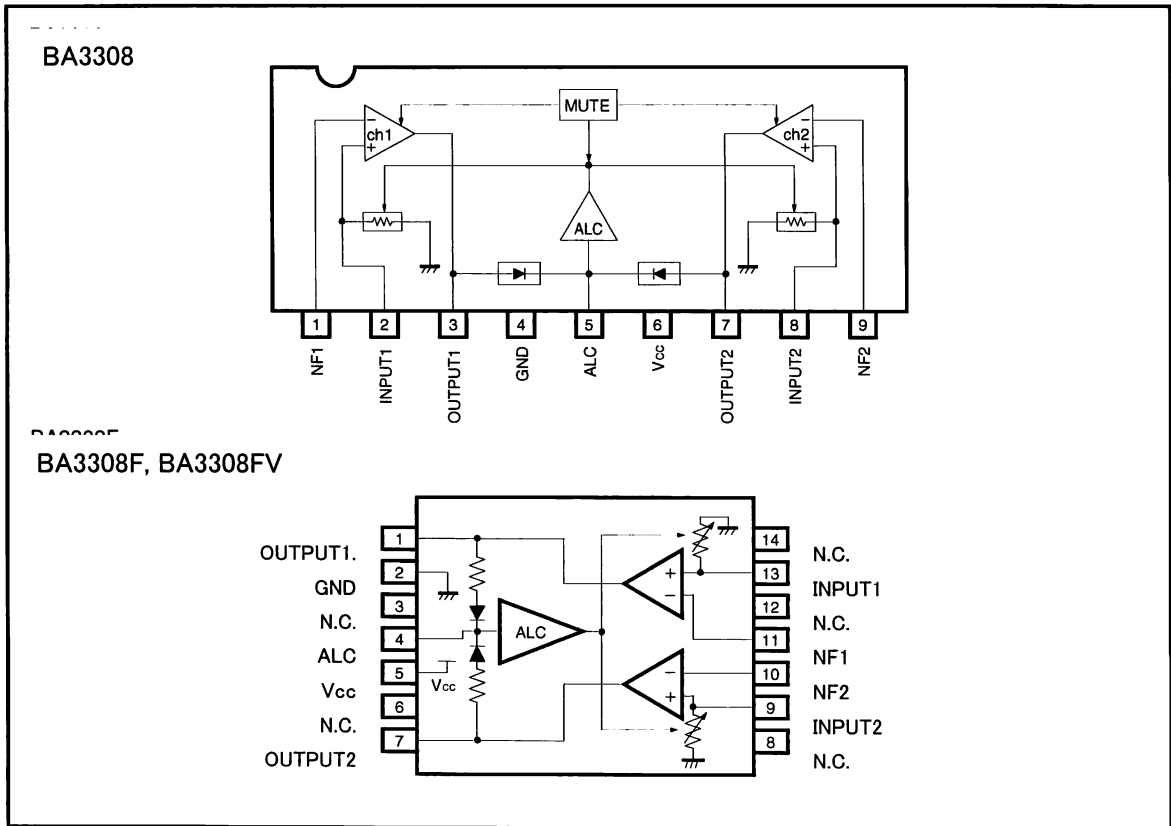 BA3308
MUTE
−
ch1
+
−
ch2
+
ALC
1 2 3 4 5 6 7 8 9
NF1
INPUT1
OUTPUT1
GND
ALC
Vcc
OUTPUT2
INPUT2
NF2
BA3308F, BA3308FV
1
OUTPUT1.
2
GND
3
N.C.
4
ALC
5
Vcc
6
N.C.
7
OUTPUT2
ALC
Vcc
+
−
−
+
14
N.C.
13
INPUT1
12
N.C.
11
NF1
10
NF2
9
INPUT2
8
N.C.